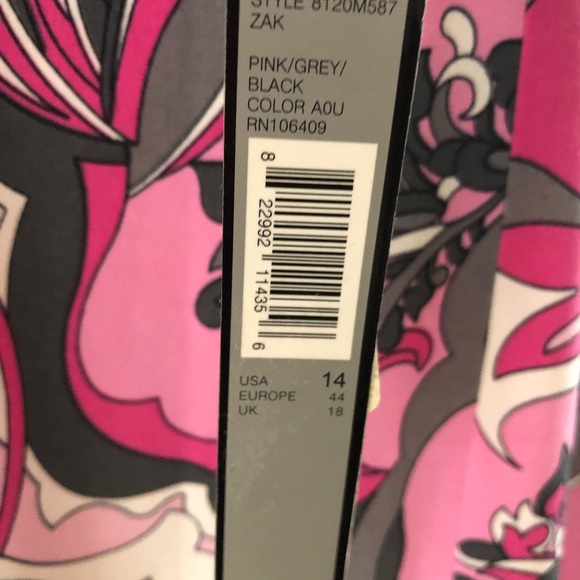 STYLE 8120M587
ZAK
PINK/GREY/
BLACK
COLOR A0U
RN106409
8 22992 11435 6
USA 14
EUROPE 44
UK 18